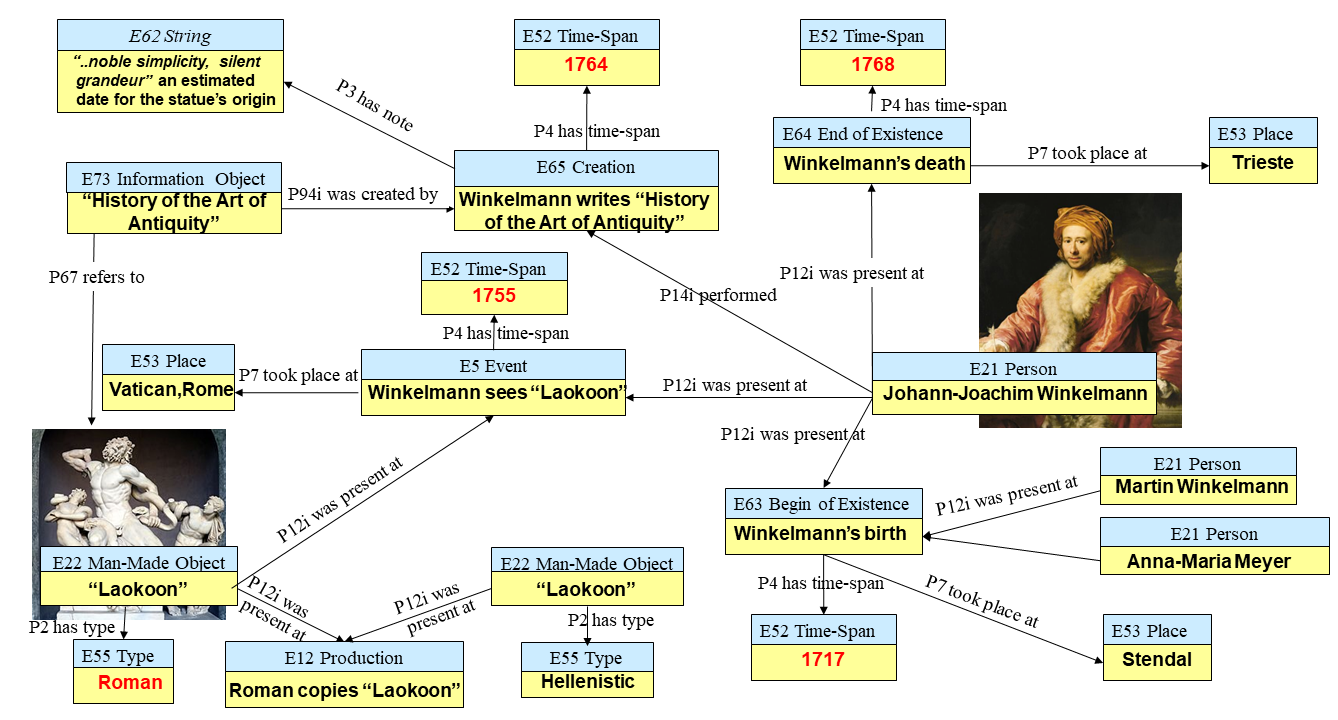 E62 String
“..noble simplicity, silent
grandeur” an estimated
date for the statue’s origin
E52 Time-Span
1764
E52 Time-Span
1768
P3 has note
P4 has time-span
P4 has time-span
E65 Creation
Winkelmann writes “History
of the Art of Antiquity”
E64 End of Existence
Winkelmann’s death
P7 took place at
E53 Place
Trieste
E73 Information Object
“History of the Art of
Antiquity”
P94i was created by
P67 refers to
E52 Time-Span
1755
P4 has time-span
P14i performed
P12i was present at
E53 Place
Vatican,Rome
P7 took place at
E5 Event
Winkelmann sees “Laokoon”
P12i was present at
E21 Person
Johann-Joachim Winkelmann
P12i was present at
P12i was present at
E63 Begin of Existence
Winkelmann’s birth
P12i was present at
E21 Person
Martin Winkelmann
E21 Person
Anna-Maria Meyer
E22 Man-Made Object
“Laokoon”
P12i was
present at
P12i was
present at
E22 Man-Made Object
“Laokoon”
P4 has time-span
P7 took place at
P2 has type
E55 Type
Roman
E12 Production
Roman copies “Laokoon”
P2 has type
E55 Type
Hellenistic
E52 Time-Span
1717
E53 Place
Stendal